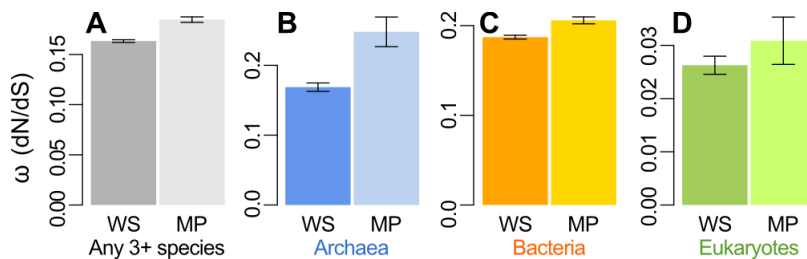 A
B
C
D
ω (dN/dS)
0.00 0.05 0.10 0.15
0.0 0.1 0.2
0.0 0.1 0.2
0.00 0.01 0.02 0.03
WS MP
WS MP
WS MP
WS MP
Any 3+ species
Archaea
Bacteria
Eukaryotes